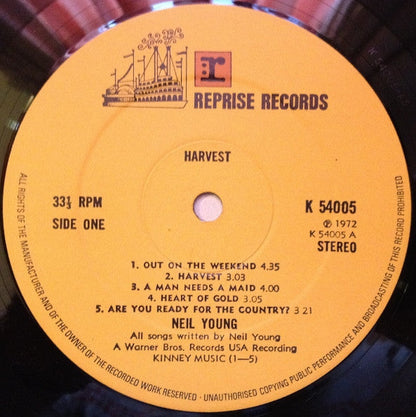 r:
REPRISE RECORDS
HARVEST
33⅓ RPM
SIDE ONE
K 54005
℗ 1972
K 54005 A
STEREO
1. OUT ON THE WEEKEND 4.35
2. HARVEST 3.03
3. A MAN NEEDS A MAID 4.00
4. HEART OF GOLD 3.05
5. ARE YOU READY FOR THE COUNTRY? 3 21
NEIL YOUNG
All songs written by Neil Young
A Warner Bros, Records USA Recording
KINNEY MUSIC (1—5)
ALL RIGHTS OF THE MANUFACTURER AND OF THE OWNER OF THE RECORDED WORK RESERVED · UNAUTHORISED COPYING PUBLIC PERFORMANCE AND BROADCASTING OF THIS RECORD PROHIBITED